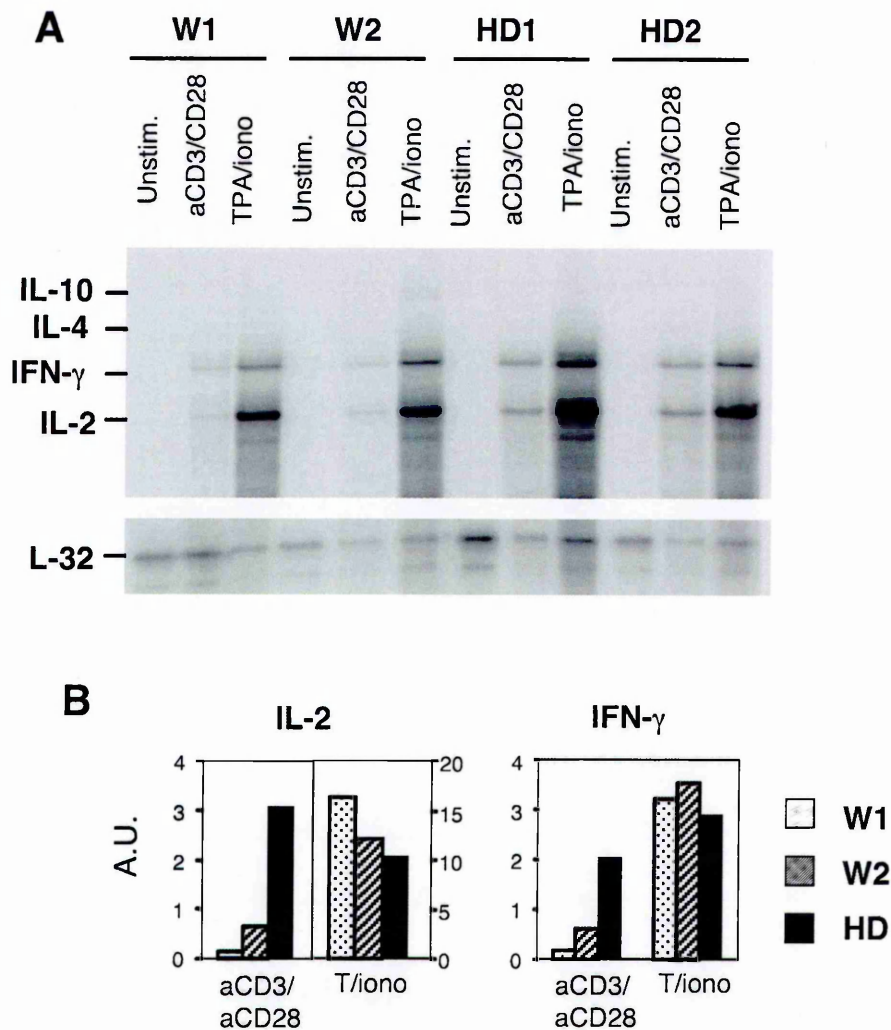 A
W1 W2 HD1 HD2
Unstim. aCD3/CD28 TPA/iono Unstim. aCD3/CD28 TPA/iono Unstim. aCD3/CD28 TPA/iono Unstim. aCD3/CD28 TPA/iono
IL-10
IL-4
IFN-γ
IL-2
L-32
B
IL-2 IFN-γ
A.U.
4 20 4
3 15 3
2 10 2
1 5 1
0 0 0
aCD3/ T/iono aCD3/ T/iono
aCD28 aCD28
W1
W2
HD